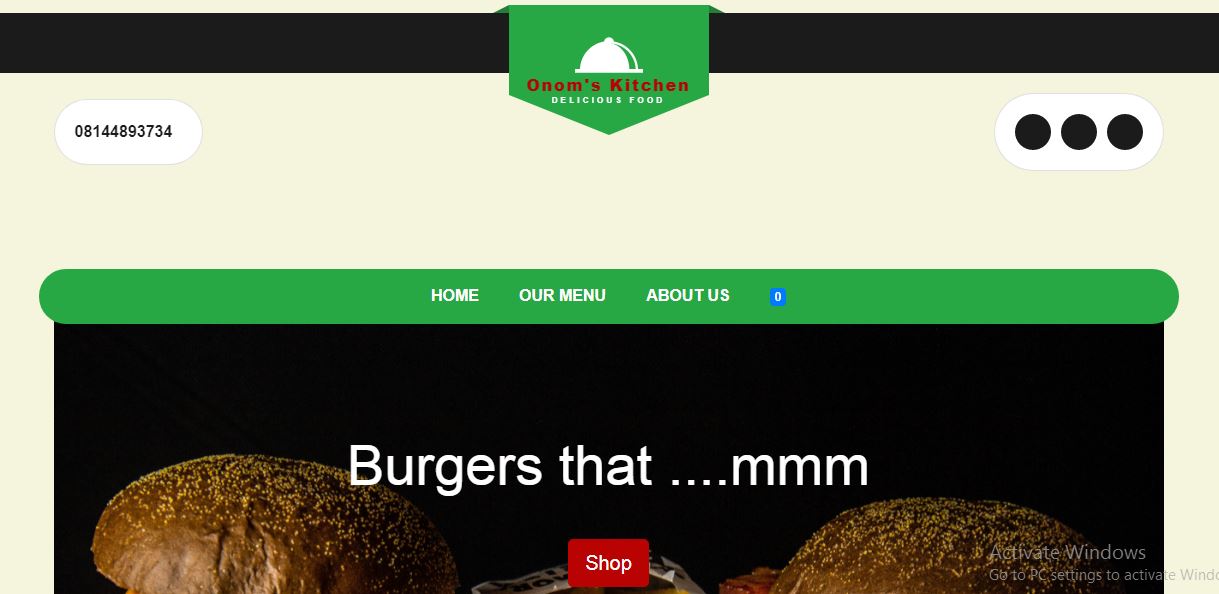 Onom's Kitchen
DELICIOUS FOOD
08144893734
HOME OUR MENU ABOUT US 0
Burgers that ....mmm
Shop
Activate Windows
Go to PC settings to activate Windo